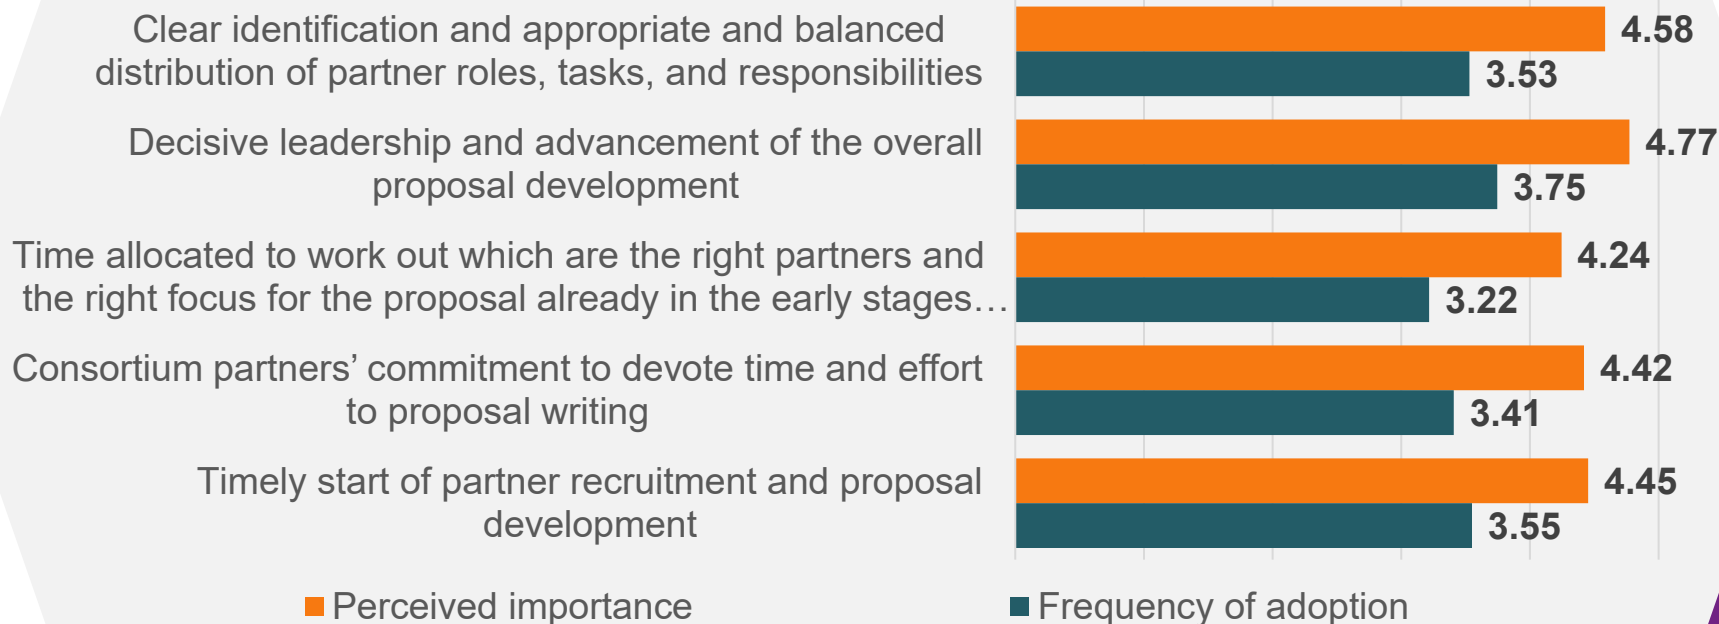 Clear identification and appropriate and balanced
distribution of partner roles, tasks, and responsibilities
4.58
3.53
Decisive leadership and advancement of the overall
proposal development
4.77
3.75
Time allocated to work out which are the right partners and
the right focus for the proposal already in the early stages…
4.24
3.22
Consortium partners’ commitment to devote time and effort
to proposal writing
4.42
3.41
Timely start of partner recruitment and proposal
development
4.45
3.55
Perceived importance
Frequency of adoption